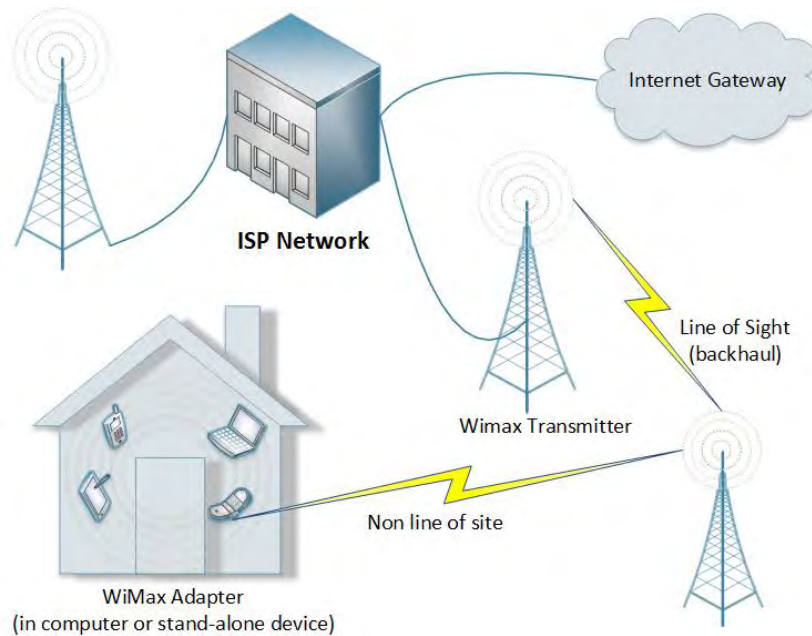 Internet Gateway
ISP Network
Line of Sight
(backhaul)
Wimax Transmitter
Non line of site
WiMax Adapter
(in computer or stand-alone device)